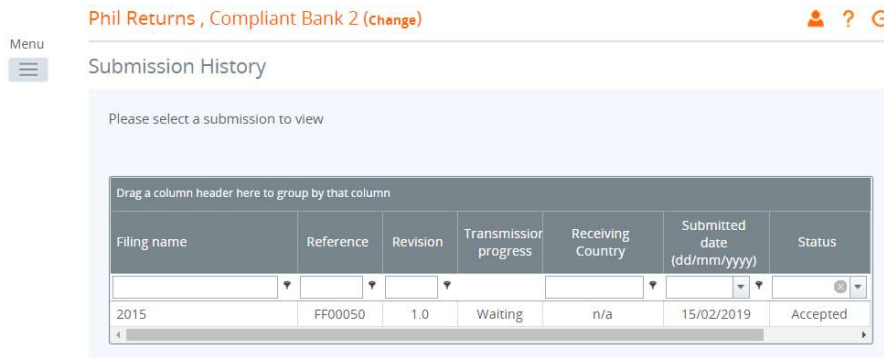 Phil Returns , Compliant Bank 2 (Change)
?
Menu
Submission History
Please select a submission to view
Drag a column header here to group by that column
Filing name Reference Revision Transmission progress Receiving Country Submitted date (dd/mm/yyyy) Status
2015 FF00050 1.0 Waiting n/a 15/02/2019 Accepted